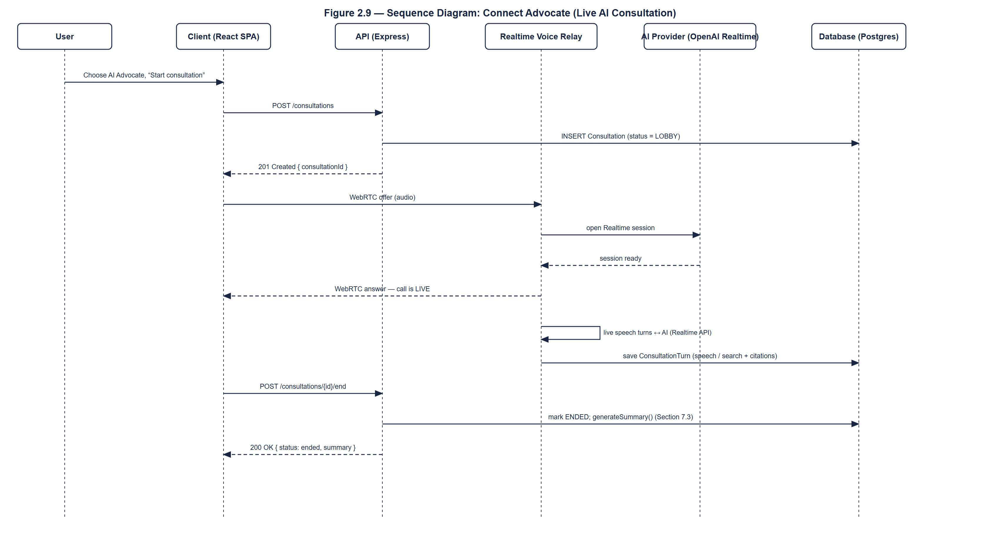 Figure 2.9 — Sequence Diagram: Connect Advocate (Live AI Consultation)
User
Client (React SPA)
API (Express)
Realtime Voice Relay
AI Provider (OpenAI Realtime)
Database (Postgres)
Choose AI Advocate, “Start consultation”
POST /consultations
INSERT Consultation (status = LOBBY)
201 Created { consultationId }
WebRTC offer (audio)
open Realtime session
session ready
WebRTC answer — call is LIVE
live speech turns ↔ AI (Realtime API)
save ConsultationTurn (speech / search + citations)
POST /consultations/{id}/end
mark ENDED; generateSummary() (Section 7.3)
200 OK { status: ended, summary }